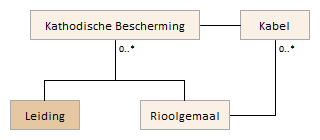 Kathodische Bescherming
Kabel
0..*
0..*
Leiding
Rioolgemaal